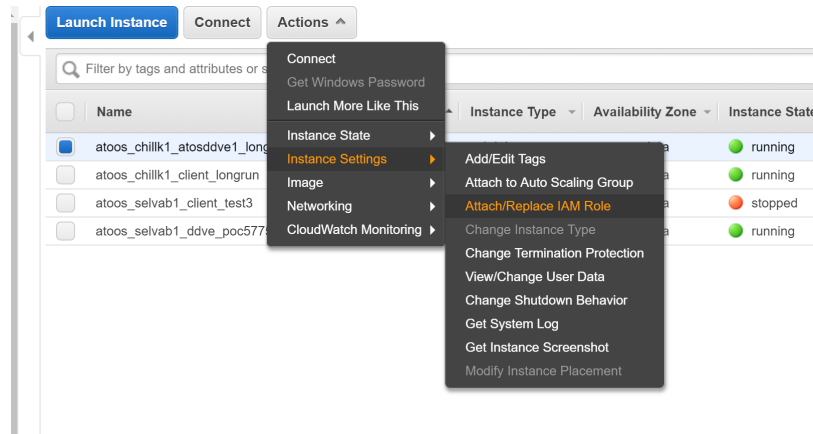 Launch Instance Connect Actions
Filter by tags and attributes or s
Name Instance Type Availability Zone Instance State
atoos_chillk1_atosddve1_long running
atoos_chillk1_client_longrun running
atoos_selvab1_client_test3 stopped
atoos_selvab1_ddve_poc5775 running
Connect
Get Windows Password
Launch More Like This
Instance State
Instance Settings
Image
Networking
CloudWatch Monitoring
Add/Edit Tags
Attach to Auto Scaling Group
Attach/Replace IAM Role
Change Instance Type
Change Termination Protection
View/Change User Data
Change Shutdown Behavior
Get System Log
Get Instance Screenshot
Modify Instance Placement